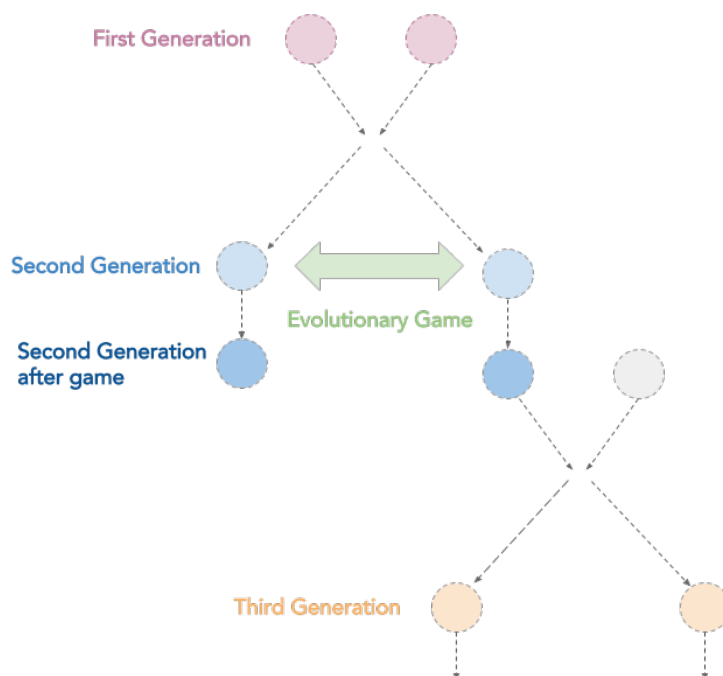 First Generation
Second Generation
Evolutionary Game
Second Generation
after game
Third Generation